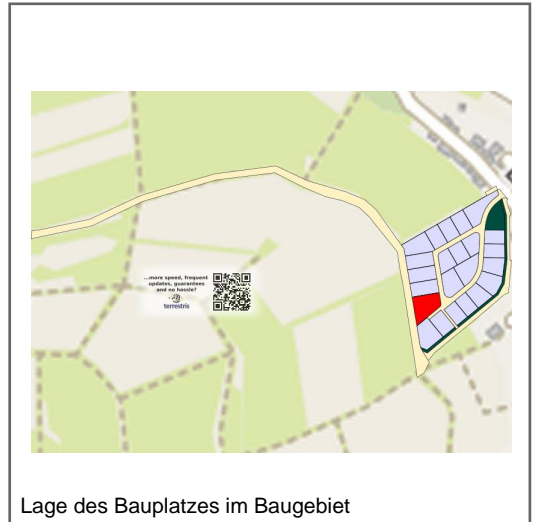 ...more speed, frequent
updates, guarantees
and no hassle?
terrestris
Lage des Bauplatzes im Baugebiet